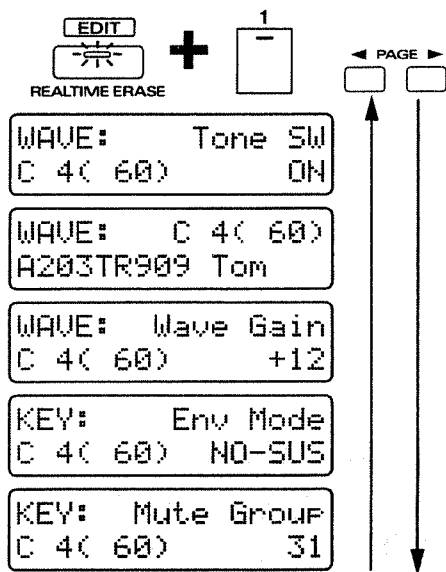 EDIT
REALTIME ERASE
1
◄ PAGE ►
WAVE: Tone SW
C 4( 60) ON
WAVE: C 4( 60)
A203TR909 Tom
WAVE: Wave Gain
C 4( 60) +12
KEY: Env Mode
C 4( 60) NO-SUS
KEY: Mute Group
C 4( 60) 31